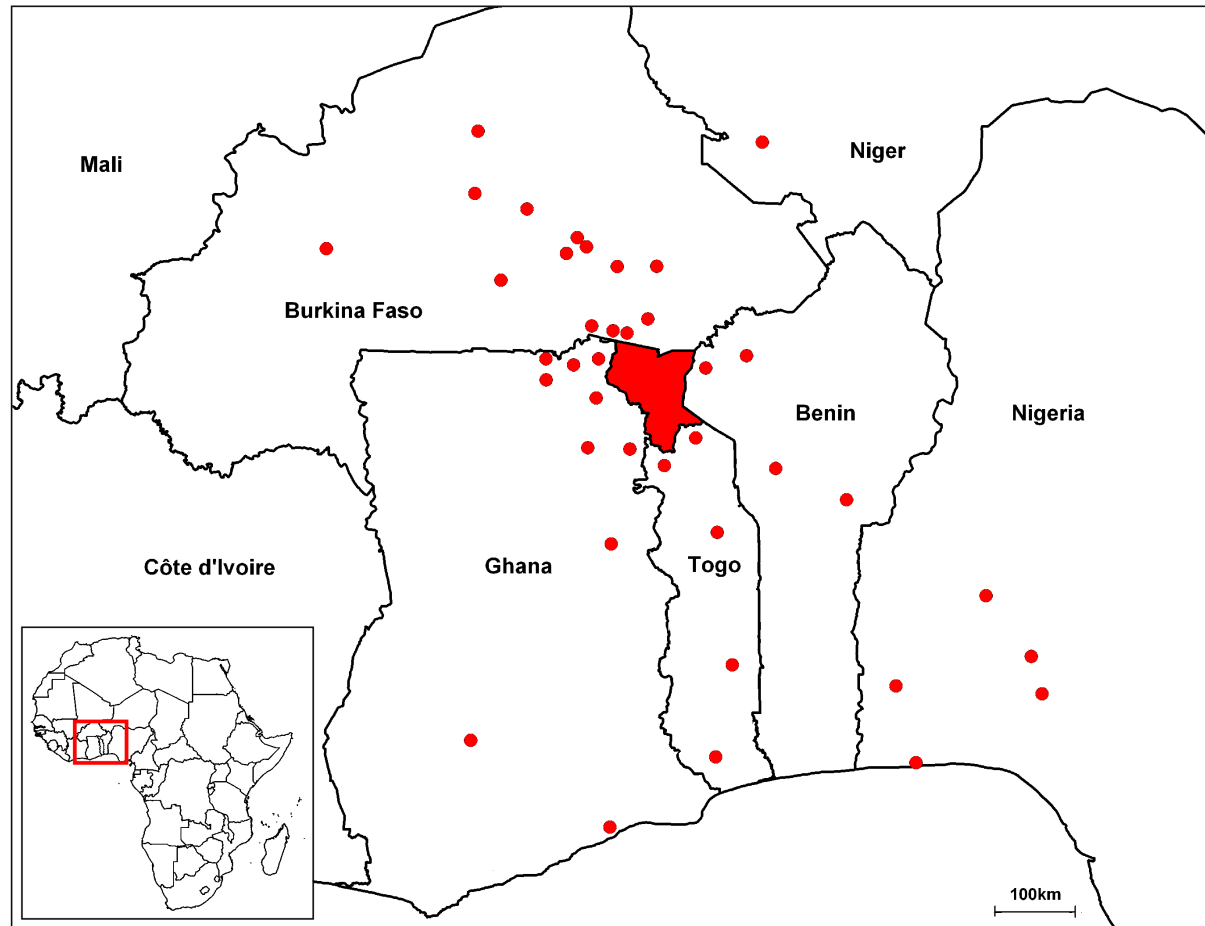 Mali
Niger
Burkina Faso
Benin
Nigeria
Côte d'Ivoire
Ghana
Togo
100km